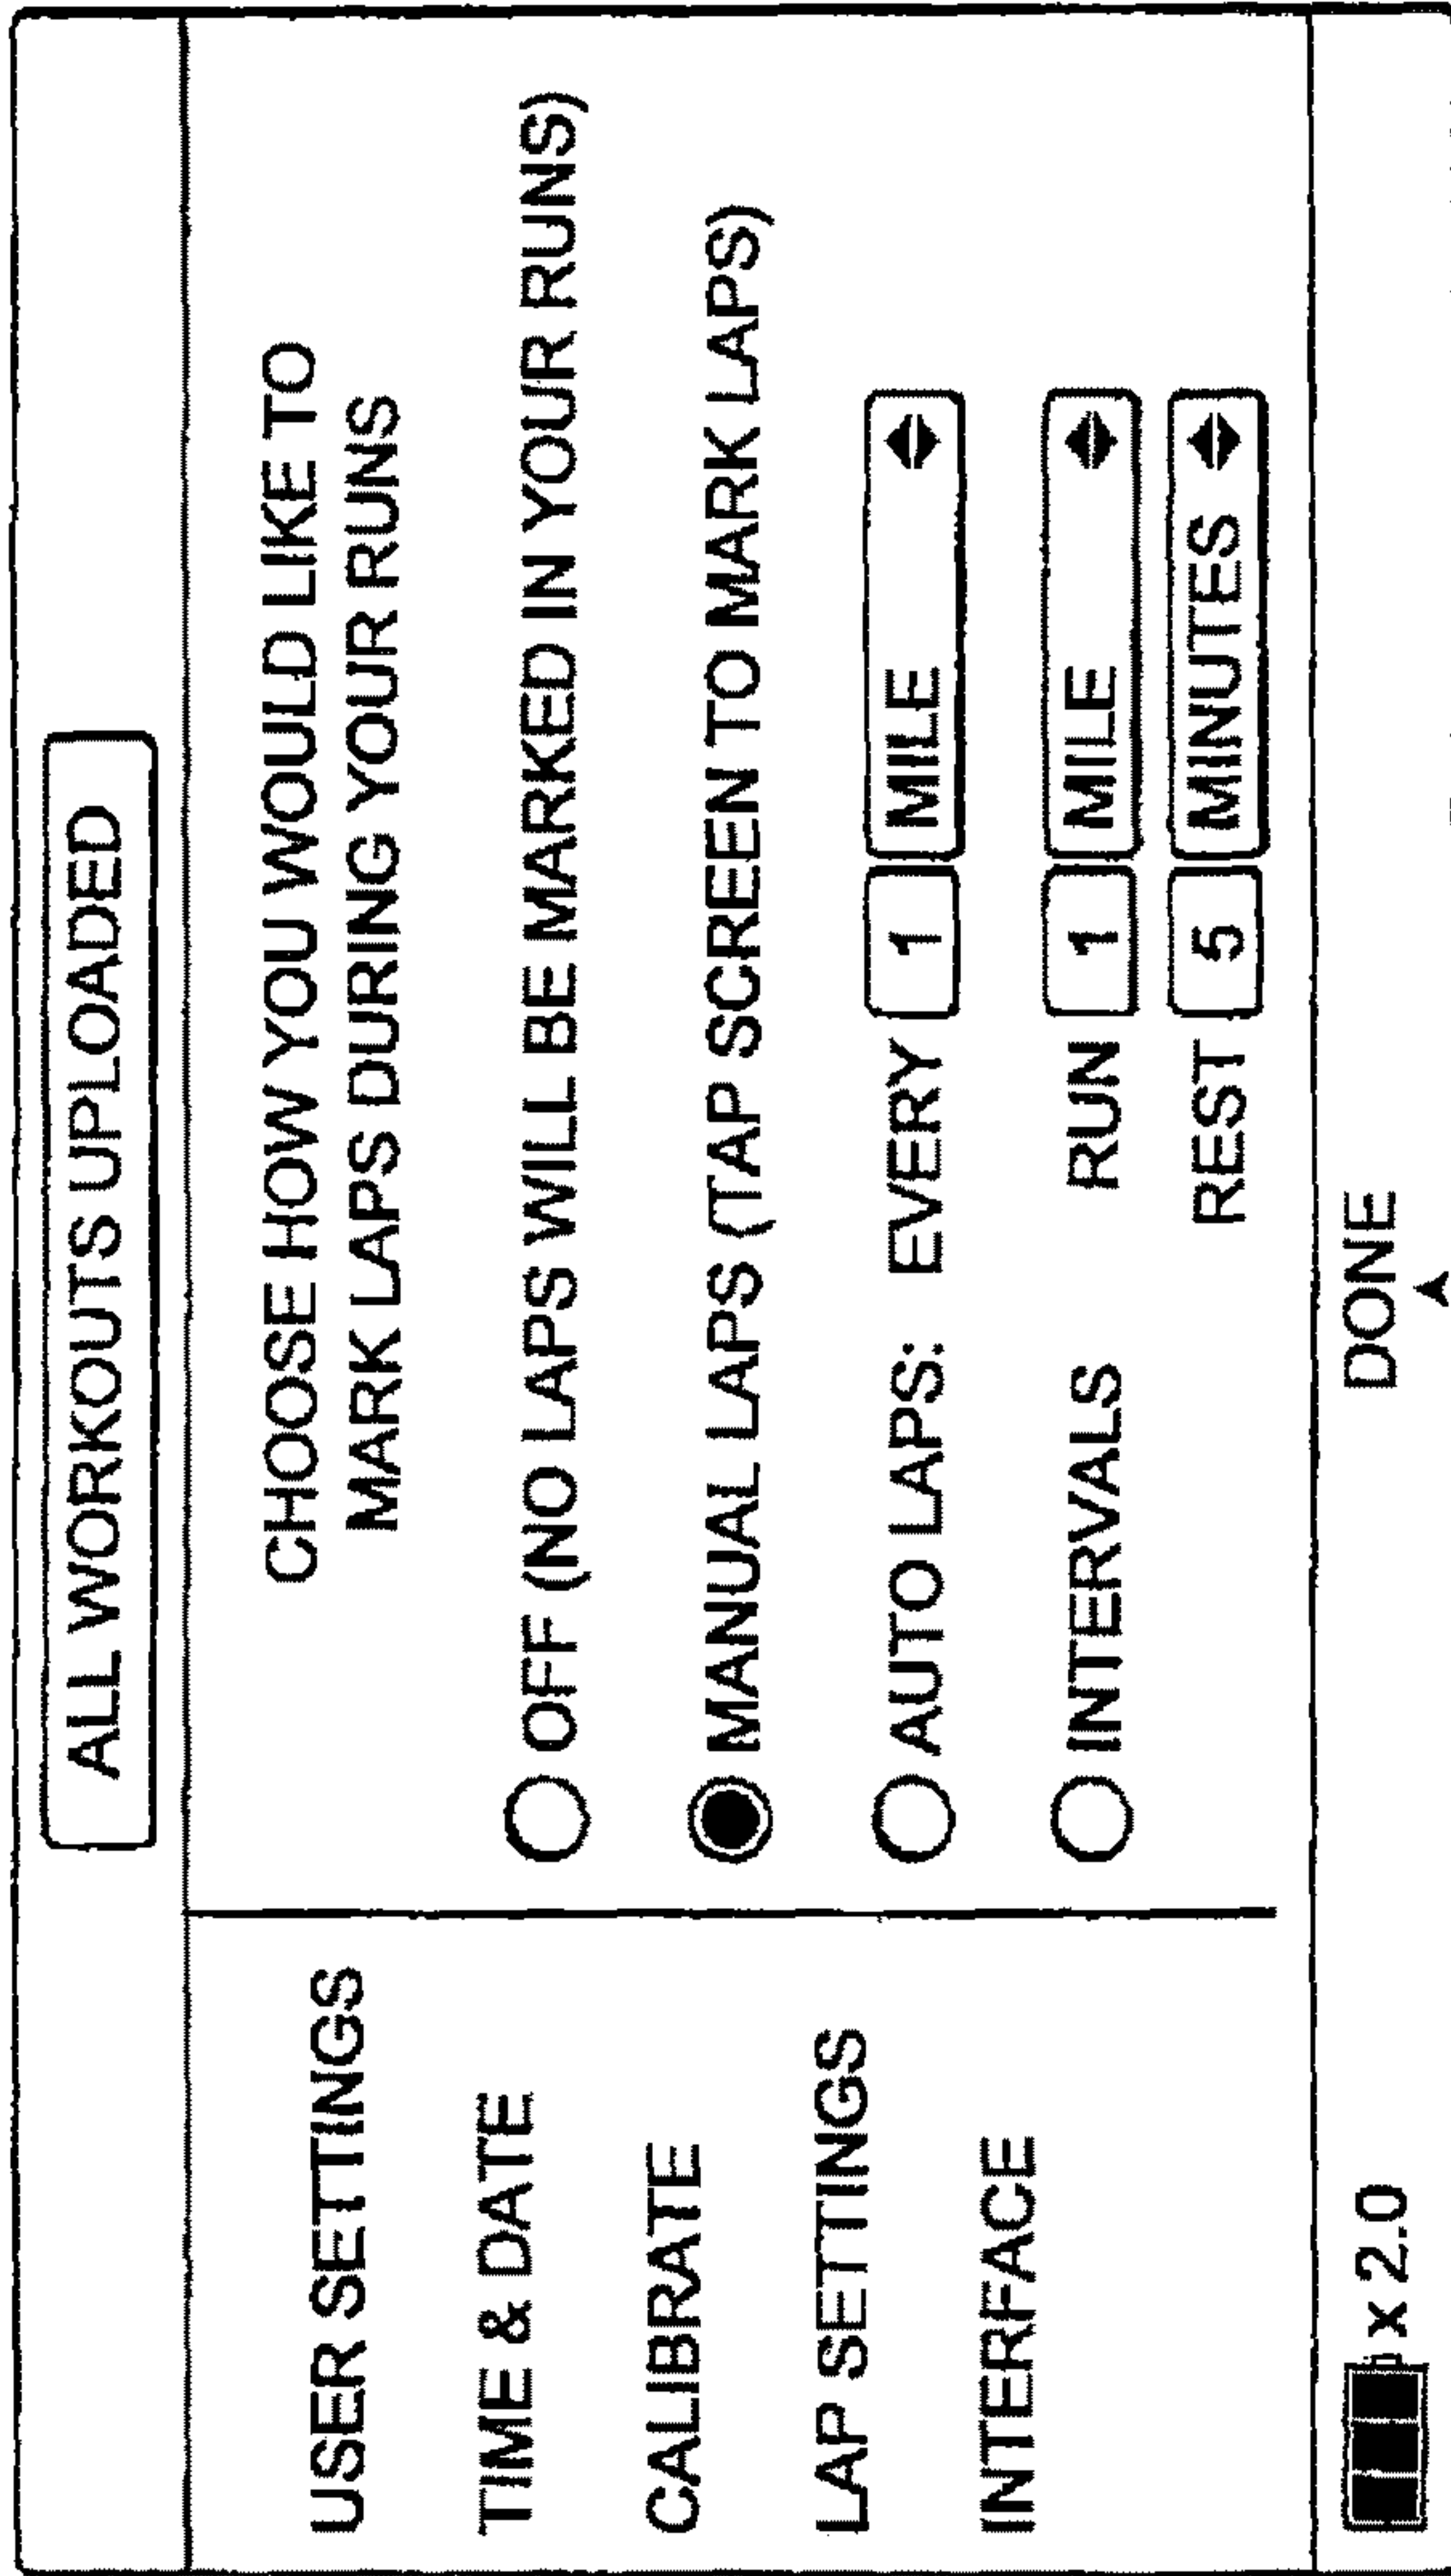 ALL WORKOUTS UPLOADED
USER SETTINGS
TIME & DATE
CALIBRATE
LAP SETTINGS
INTERFACE
CHOOSE HOW YOU WOULD LIKE TO
MARK LAPS DURING YOUR RUNS
OFF (NO LAPS WILL BE MARKED IN YOUR RUNS)
MANUAL LAPS (TAP SCREEN TO MARK LAPS)
AUTO LAPS: EVERY 1 MILE
INTERVALS RUN 1 MILE
REST 5 MINUTES
x 2.0 DONE